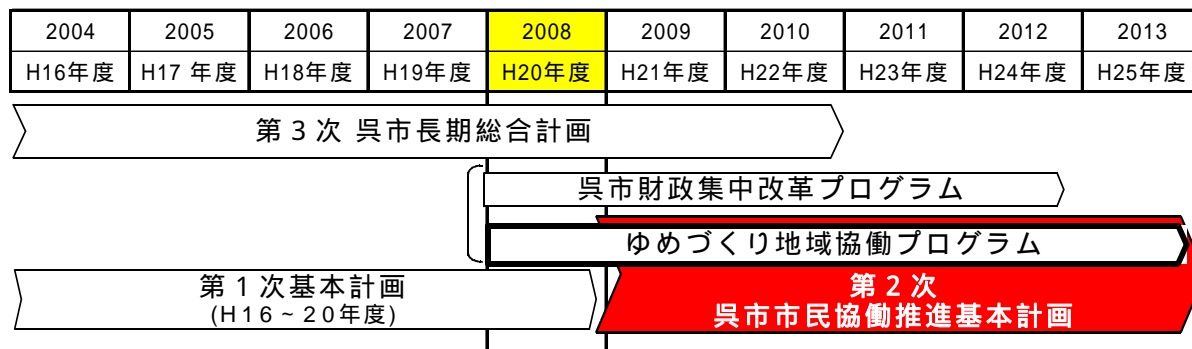 2004 2005 2006 2007 2008 2009 2010 2011 2012 2013
H16年度 H17 年度 H18年度 H19年度 H20年度 H21年度 H22年度 H23年度 H24年度 H25年度
第3次 呉市長期総合計画
呉市財政集中改革プログラム
ゆめづくり地域協働プログラム
第1次基本計画
(H16~20年度)
第2次
呉市市民協働推進基本計画